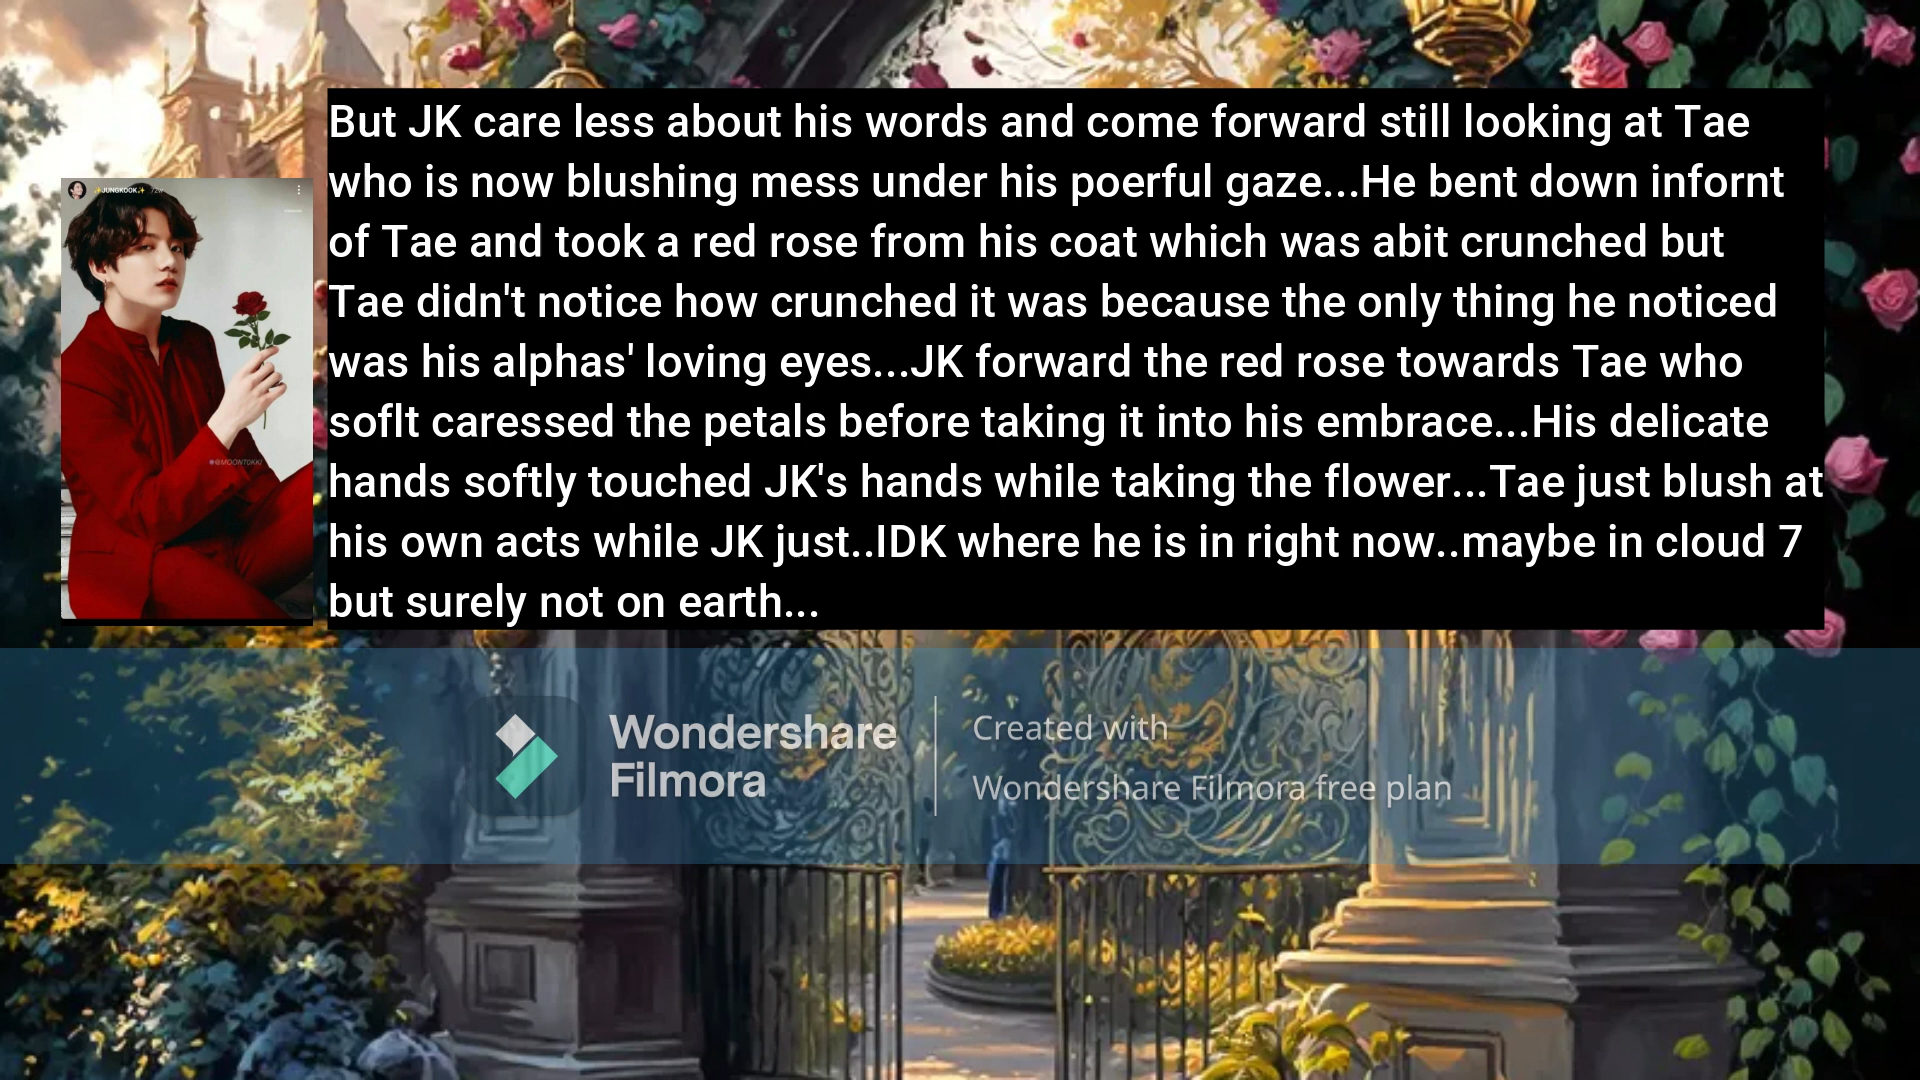 But JK care less about his words and come forward still looking at Tae
who is now blushing mess under his poerful gaze...He bent down infornt
of Tae and took a red rose from his coat which was abit crunched but
Tae didn't notice how crunched it was because the only thing he noticed
was his alphas' loving eyes...JK forward the red rose towards Tae who
soflt caressed the petals before taking it into his embrace...His delicate
hands softly touched JK's hands while taking the flower...Tae just blush at
his own acts while JK just..IDK where he is in right now..maybe in cloud 7
but surely not on earth...
✨JUNGKOOK✨ 72w
@MOONTOKKI
Wondershare
Filmora
Created with
Wondershare Filmora free plan